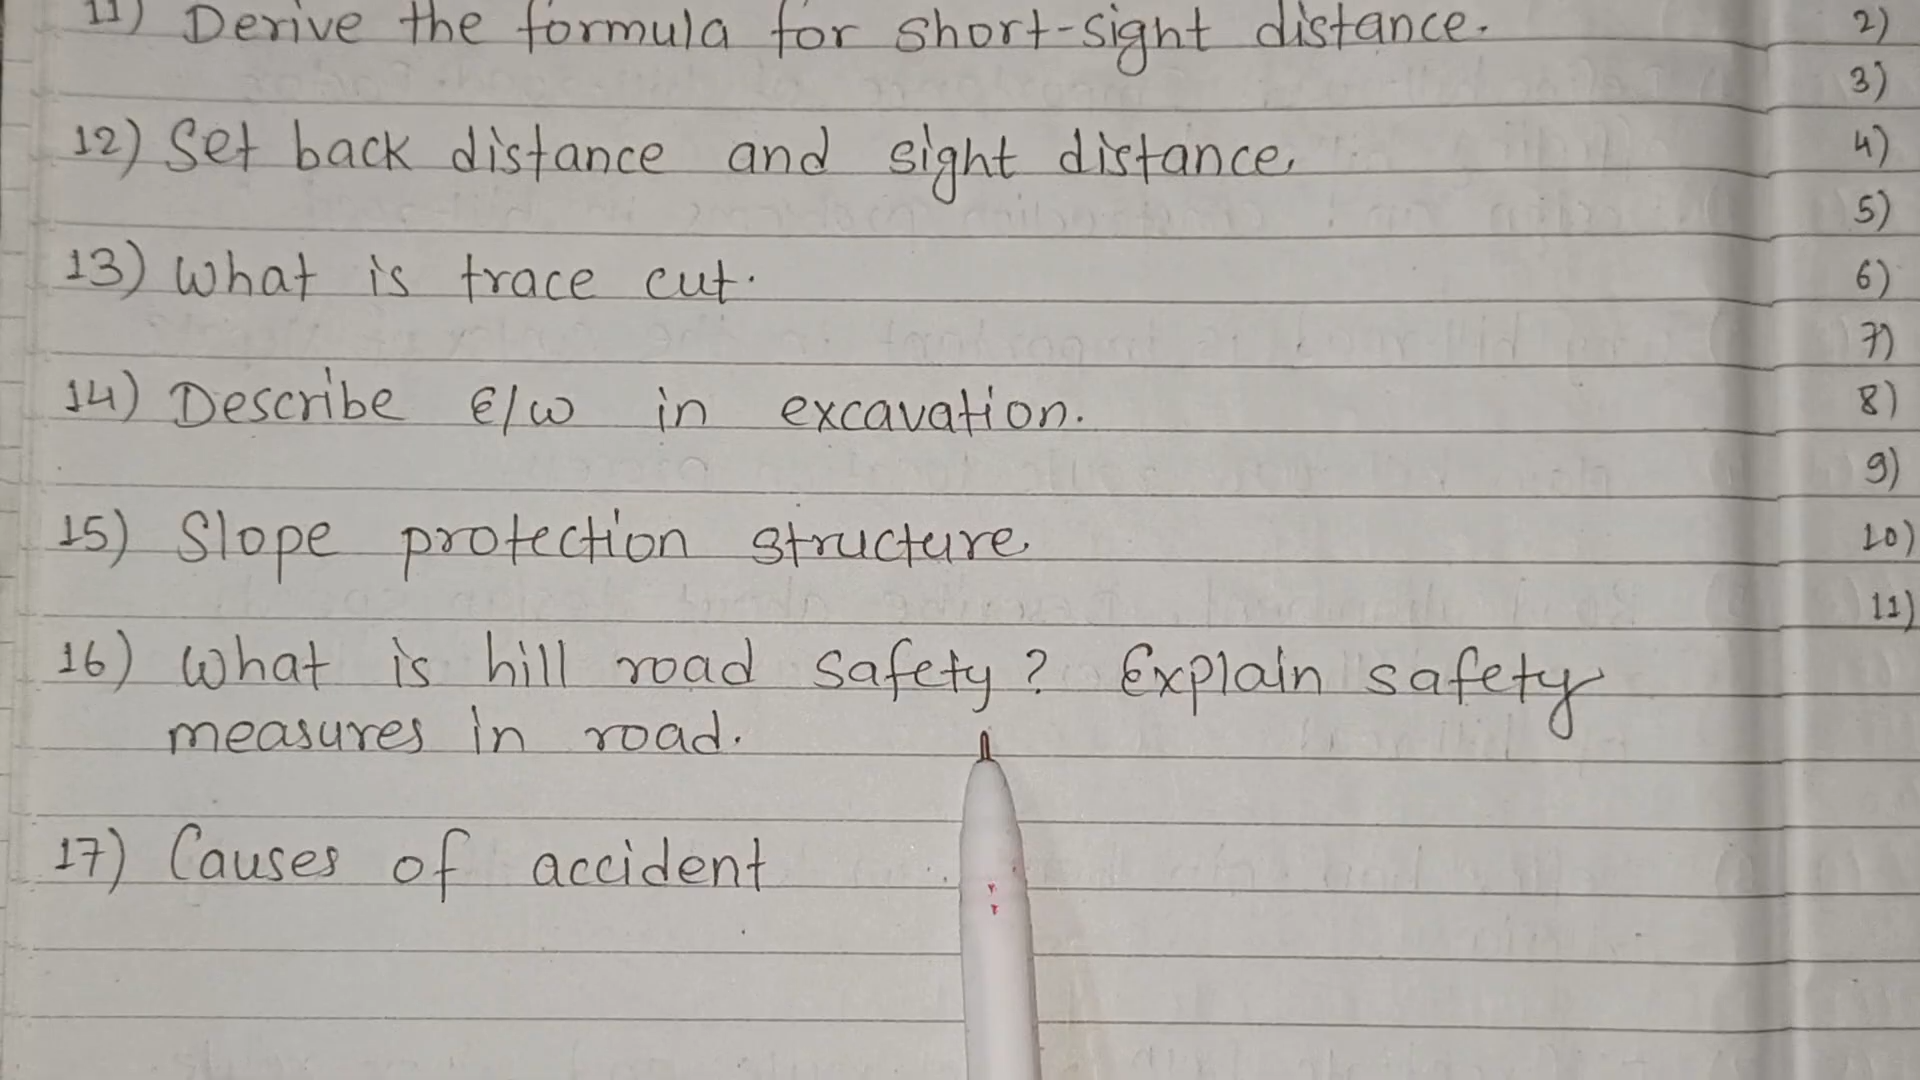 11) Derive the formula for short-sight distance.
12) Set back distance and sight distance.
13) What is trace cut.
14) Describe E/W in excavation.
15) Slope protection structure.
16) What is hill road safety? Explain safety
measures in road.
17) Causes of accident
2)
3)
4)
5)
6)
7)
8)
9)
10)
11)